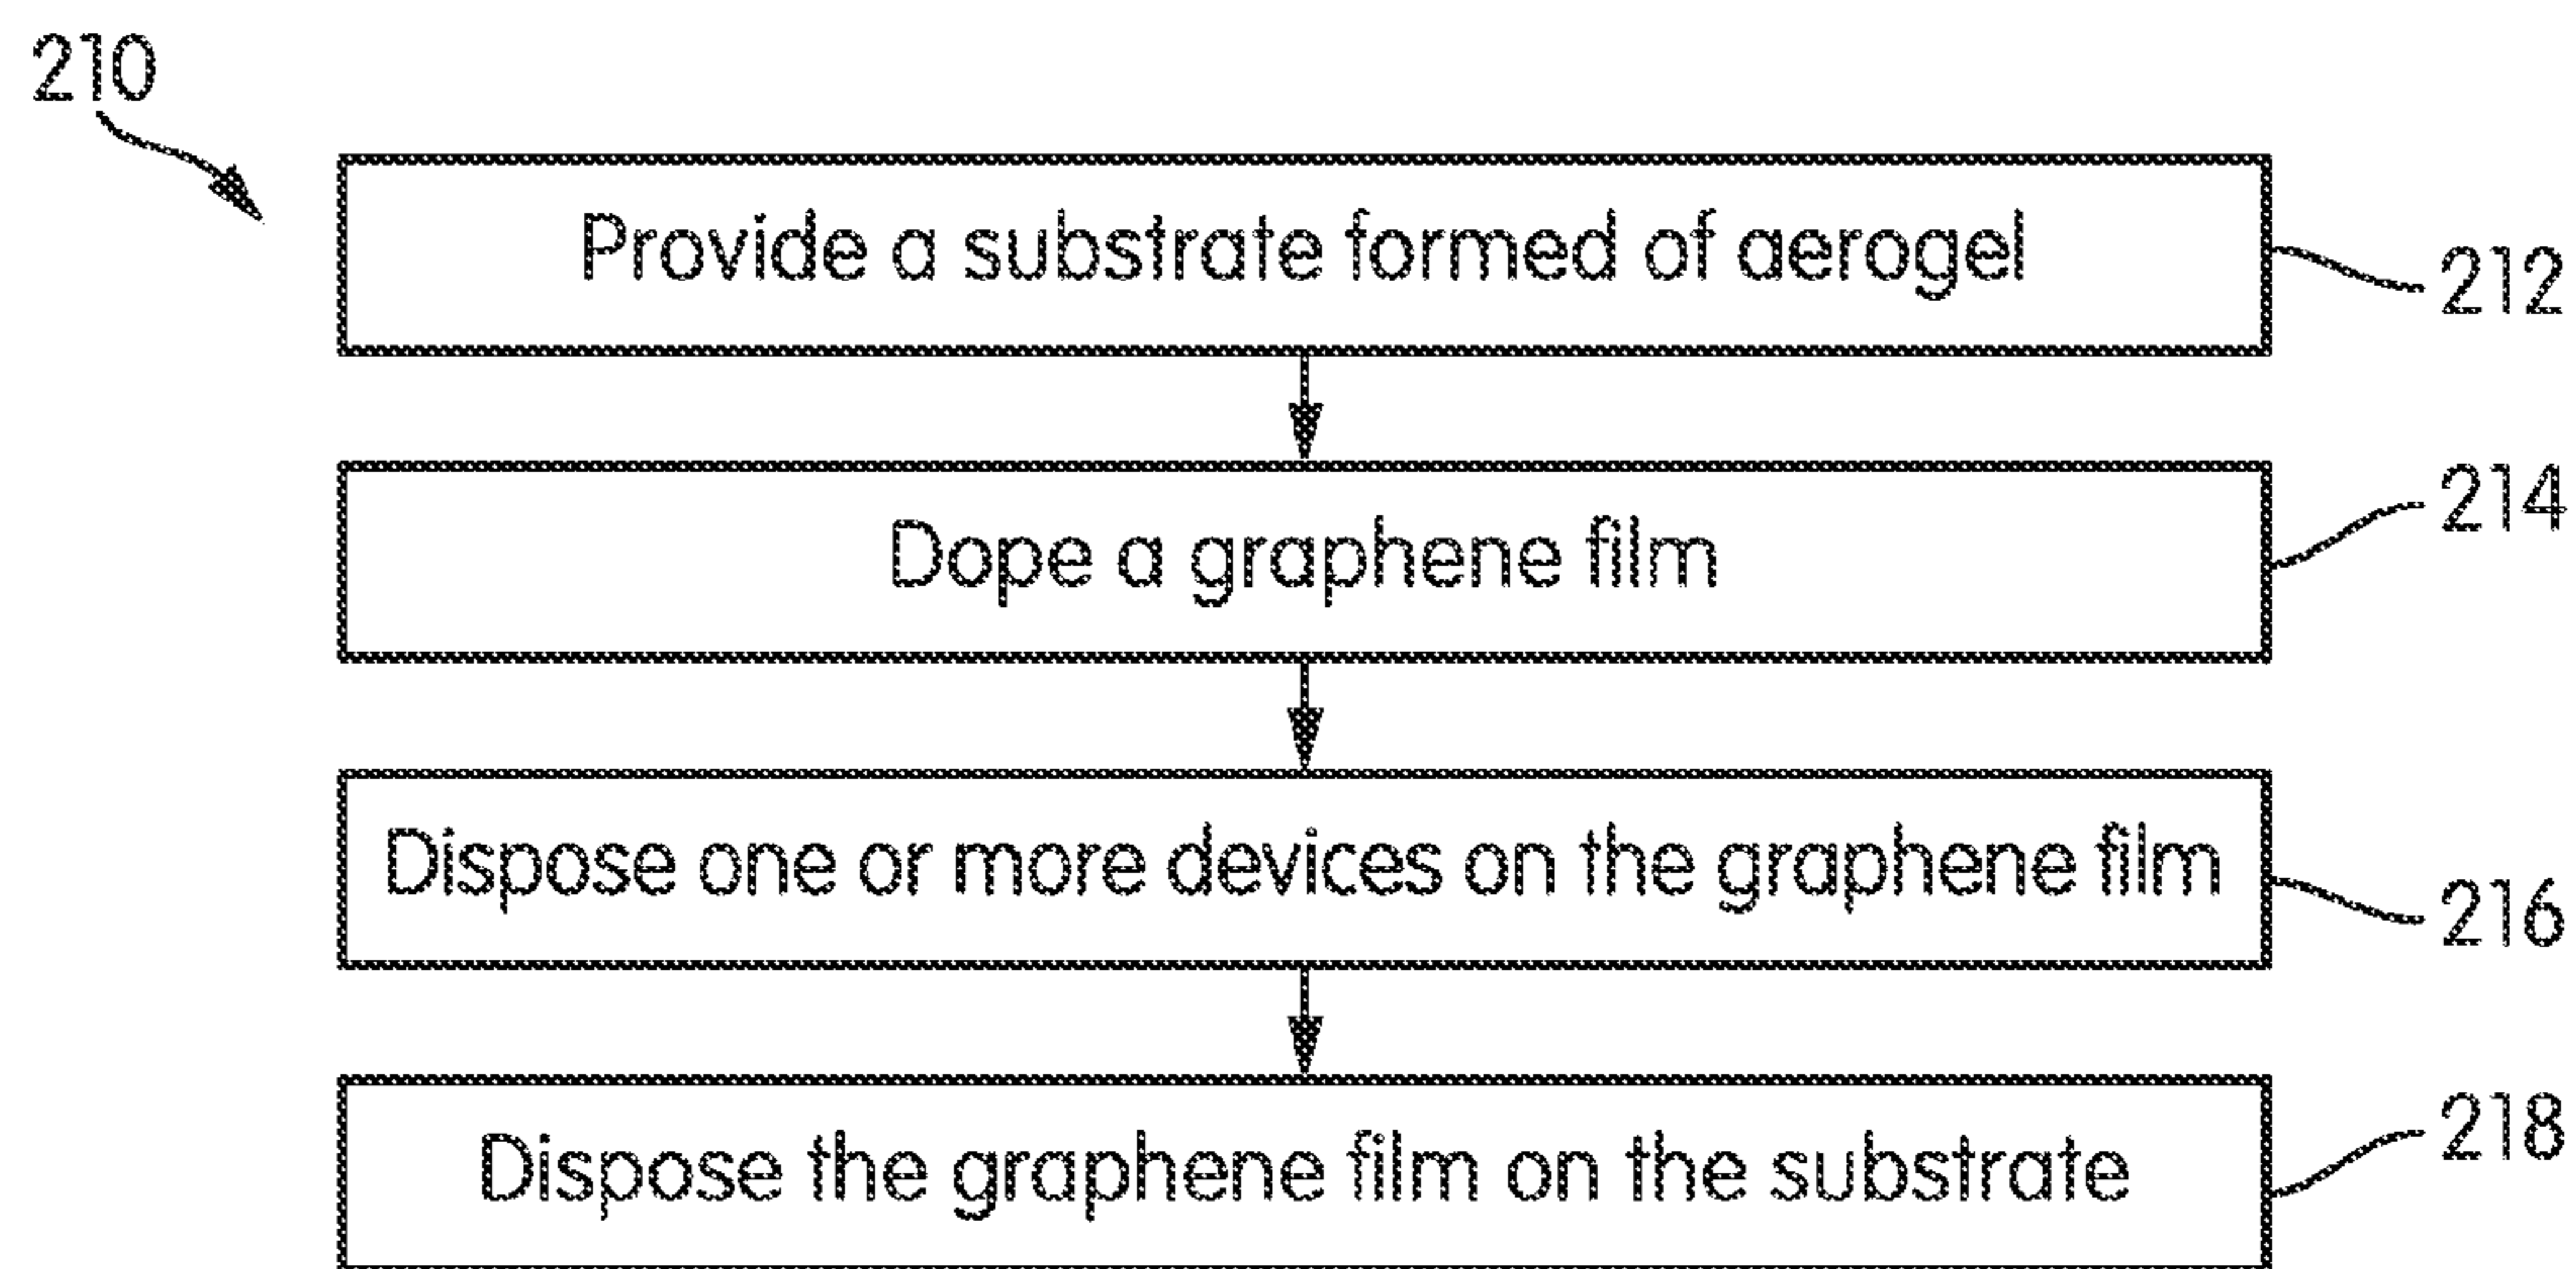 210
Provide a substrate formed of aerogel
212
Dope a graphene film
214
Dispose one or more devices on the graphene film
216
Dispose the graphene film on the substrate
218